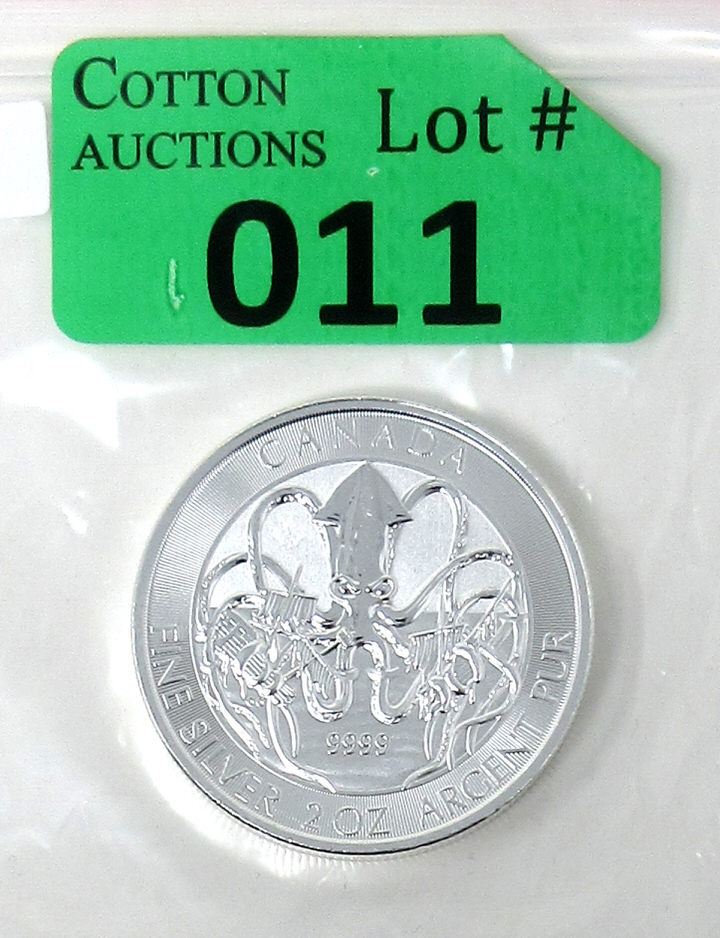 COTTON
AUCTIONS
Lot #
011
CANADA
9999
FINE SILVER 2 OZ ARGENT PUR